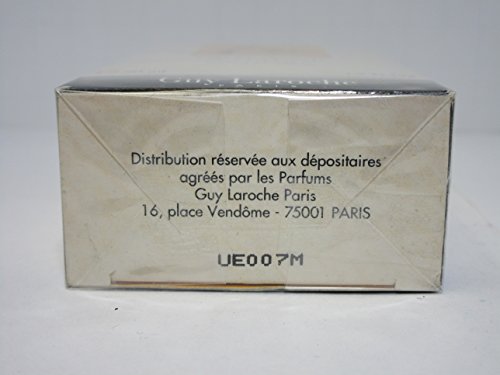 Guy Laroche
Distribution réservée aux dépositaires
agréés par les Parfums
Guy Laroche Paris
16, place Vendôme - 75001 PARIS
UE007M